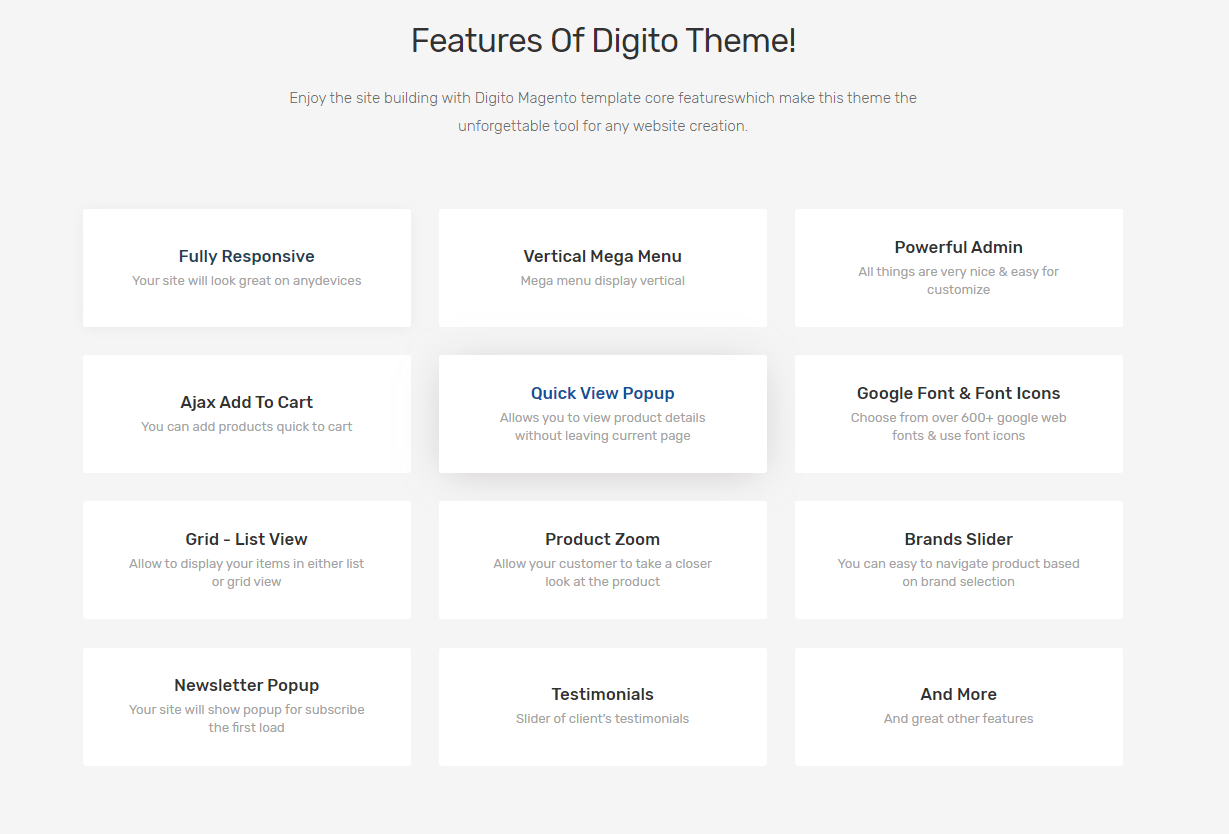 Features Of Digito Theme!
Enjoy the site building with Digito Magento template core featureswhich make this theme the
unforgettable tool for any website creation.
Fully Responsive
Your site will look great on anydevices
Vertical Mega Menu
Mega menu display vertical
Powerful Admin
All things are very nice & easy for
customize
Ajax Add To Cart
You can add products quick to cart
Quick View Popup
Allows you to view product details
without leaving current page
Google Font & Font Icons
Choose from over 600+ google web
fonts & use font icons
Grid - List View
Allow to display your items in either list
or grid view
Product Zoom
Allow your customer to take a closer
look at the product
Brands Slider
You can easy to navigate product based
on brand selection
Newsletter Popup
Your site will show popup for subscribe
the first load
Testimonials
Slider of client's testimonials
And More
And great other features